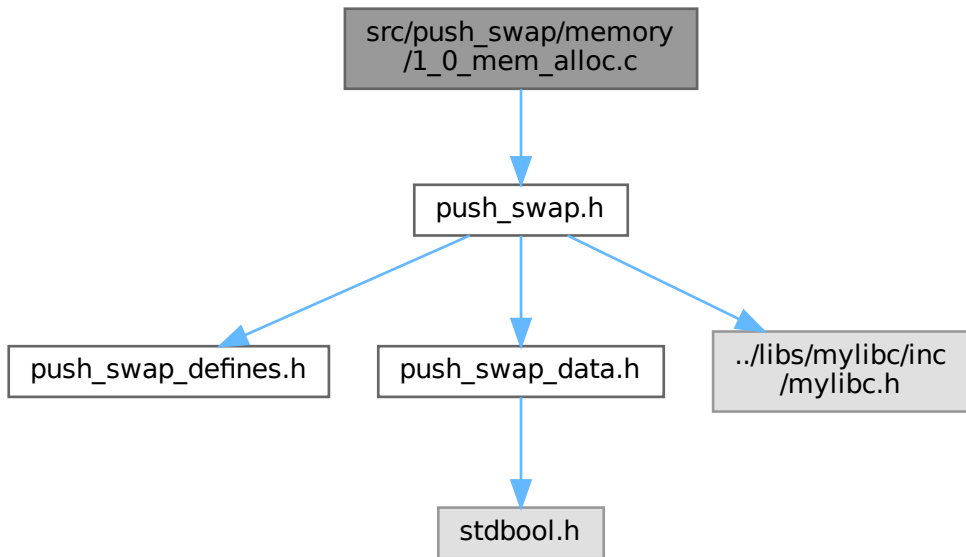 src/push_swap/memory
/1_0_mem_alloc.c
push_swap.h
push_swap_defines.h
push_swap_data.h
../libs/mylibc/inc
/mylibc.h
stdbool.h